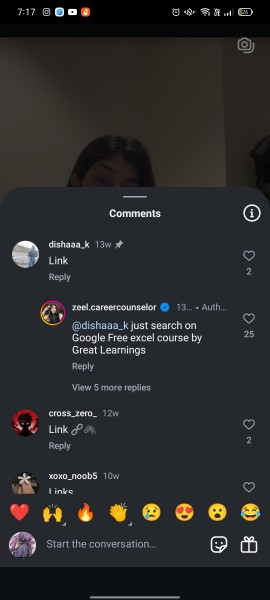 7:17
26
Comments
dishaaa_k 13w
Link
Reply
2
zeel.careercounselor 13... • Auth...
@dishaaa_k just search on
Google Free excel course by
Great Learnings
Reply
25
View 5 more replies
cross_zero_ 12w
Link
Reply
2
xoxo_noob5 10w
Links
Start the conversation...